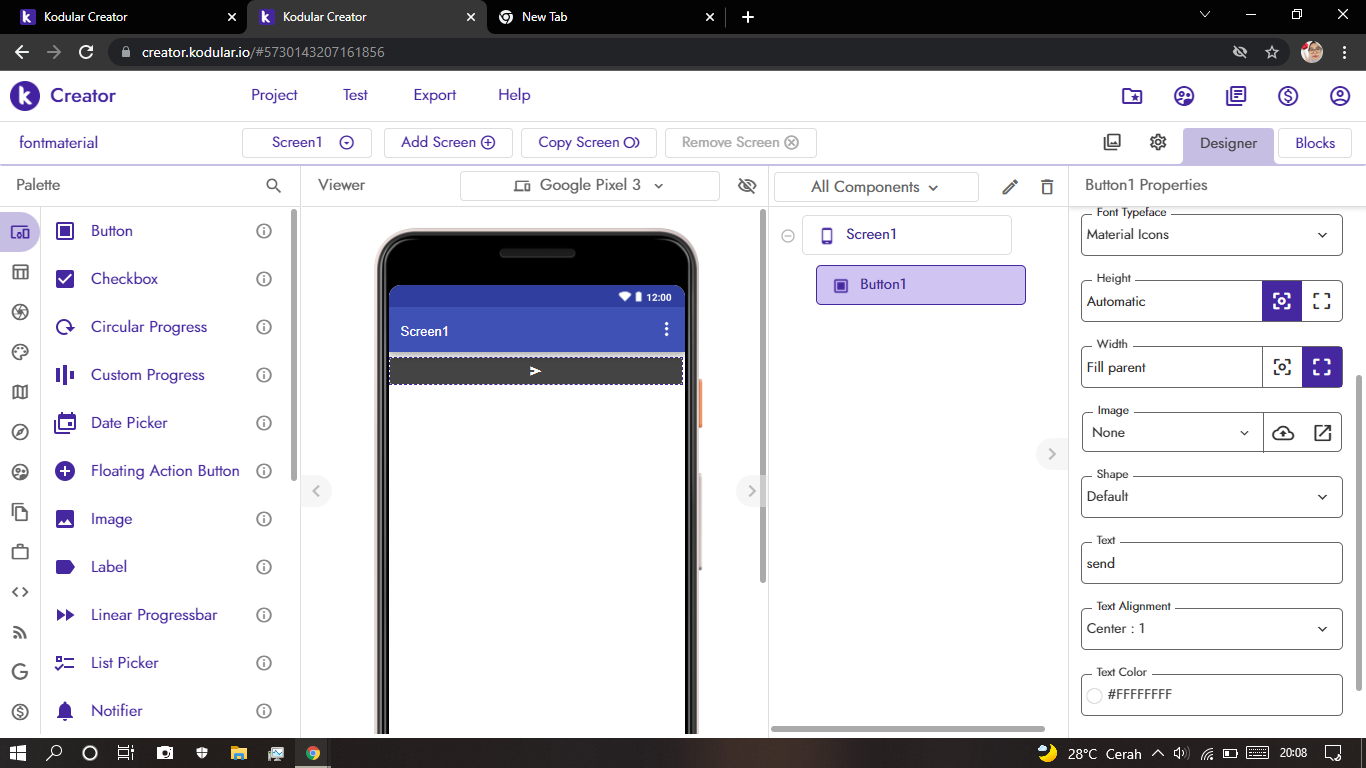 Kodular Creator
Kodular Creator
New Tab
creator.kodular.io/#5730143207161856
Creator
Project
Test
Export
Help
fontmaterial
Screen1
Add Screen
Copy Screen
Remove Screen
Designer
Blocks
Palette
Viewer
Google Pixel 3
All Components
Button1 Properties
Button
Checkbox
Circular Progress
Custom Progress
Date Picker
Floating Action Button
Image
Label
Linear Progressbar
List Picker
Notifier
12:00
Screen1
Screen1
Button1
Font Typeface
Material Icons
Height
Automatic
Width
Fill parent
Image
None
Shape
Default
Text
send
Text Alignment
Center : 1
Text Color
#FFFFFFFF
28°C Cerah
20:08